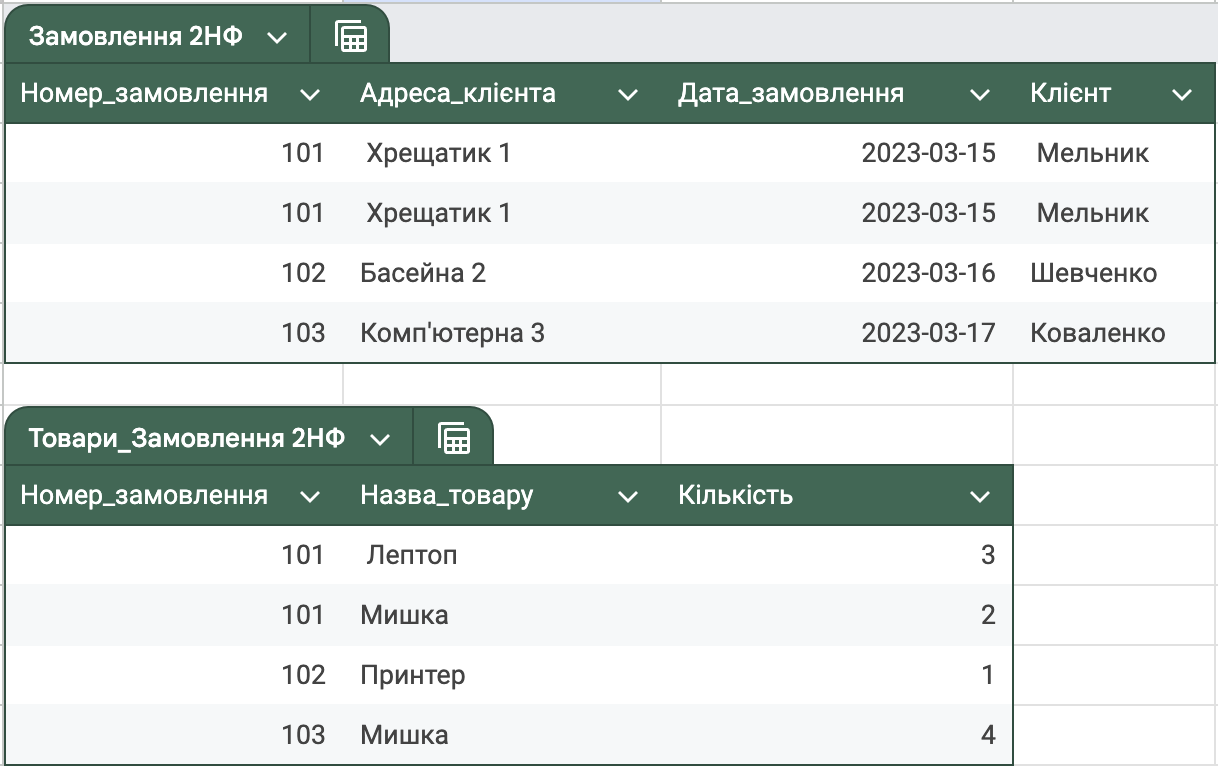 Замовлення 2НФ
Номер_замовлення Адреса_клієнта Дата_замовлення Клієнт
101 Хрещатик 1 2023-03-15 Мельник
101 Хрещатик 1 2023-03-15 Мельник
102 Басейна 2 2023-03-16 Шевченко
103 Комп'ютерна 3 2023-03-17 Коваленко
Товари_Замовлення 2НФ
Номер_замовлення Назва_товару Кількість
101 Лептоп 3
101 Мишка 2
102 Принтер 1
103 Мишка 4